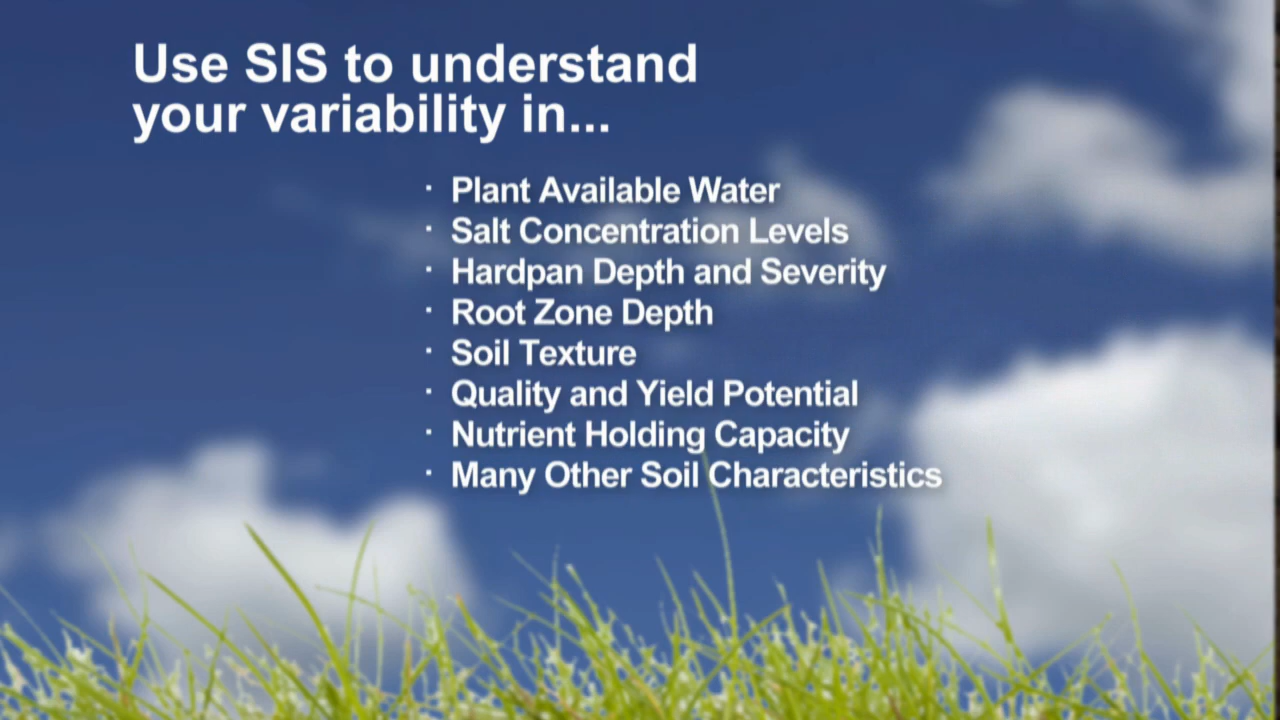 Use SIS to understand
your variability in...
· Plant Available Water
· Salt Concentration Levels
· Hardpan Depth and Severity
· Root Zone Depth
· Soil Texture
· Quality and Yield Potential
· Nutrient Holding Capacity
· Many Other Soil Characteristics